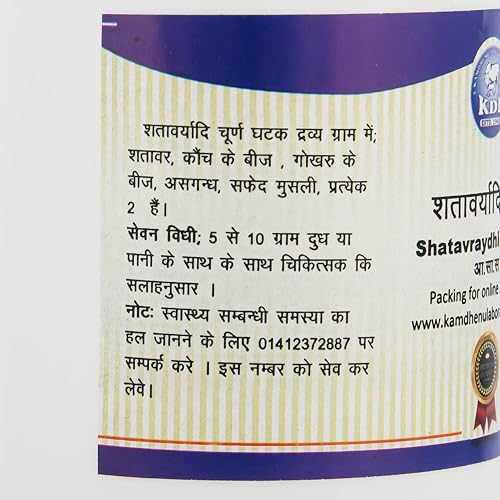 शतावर्यादि चूर्ण घटक द्रव्य ग्राम में;
शतावर, कौंच के बीज , गोखरु के
बीज, असगन्ध, सफेद मुसली, प्रत्येक
2 हैं।
सेवन विधी; 5 से 10 ग्राम दुध या
पानी के साथ के साथ चिकित्सक कि
सलाहनुसार ।
नोटः स्वास्थ्य सम्बन्धी समस्या का
हल जानने के लिए 01412372887 पर
सम्पर्क करे । इस नम्बर को सेव कर
लेवे।
शतावर्यादि
Shatavraydhi
आ.सा.स
Packing for online
www.kamdhenulabor